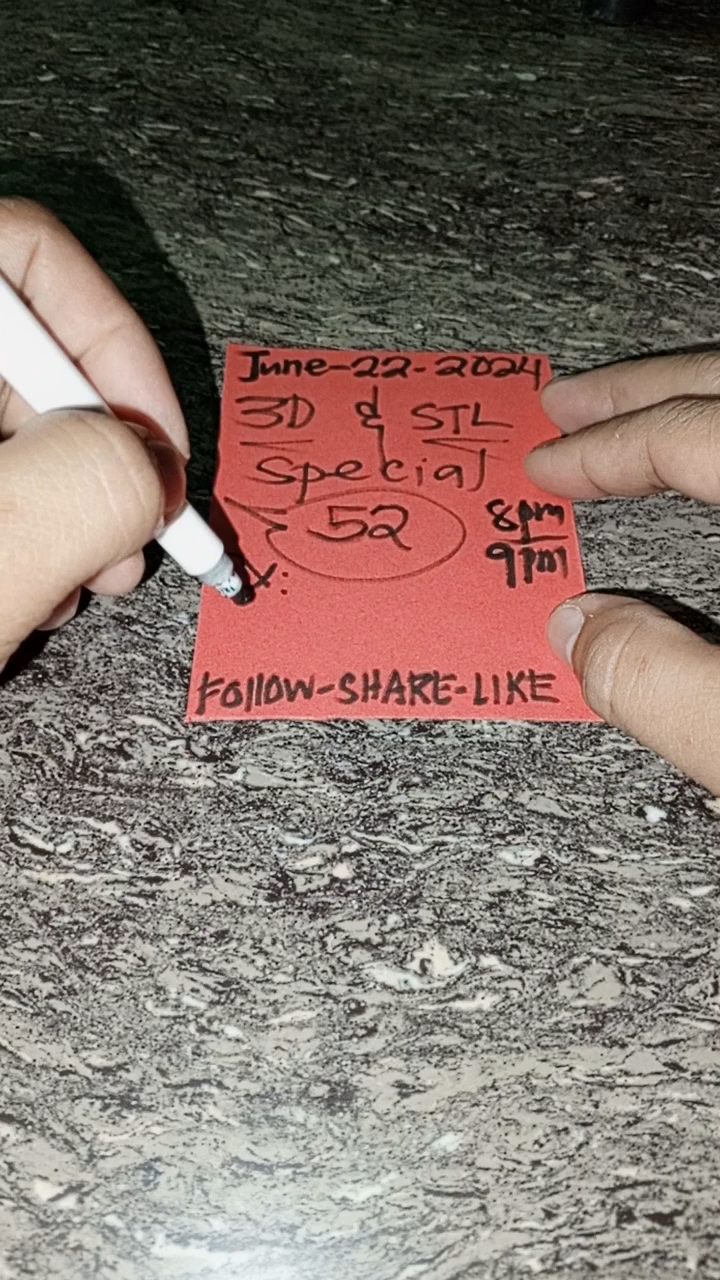 June-22-2024
3D & STL
Special
52
8pm
9pm
x:
FOllOW-SHARE-LIKE